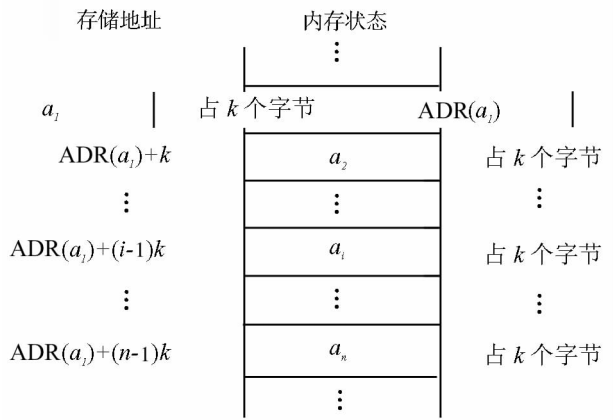 存储地址 内存状态
⋮
a₁ 占 k 个字节 ADR(a₁)
ADR(a₁)+k a₂ 占 k 个字节
⋮ ⋮ ⋮
ADR(a₁)+(i-1)k aᵢ 占 k 个字节
⋮ ⋮ ⋮
ADR(a₁)+(n-1)k aₙ 占 k 个字节
⋮